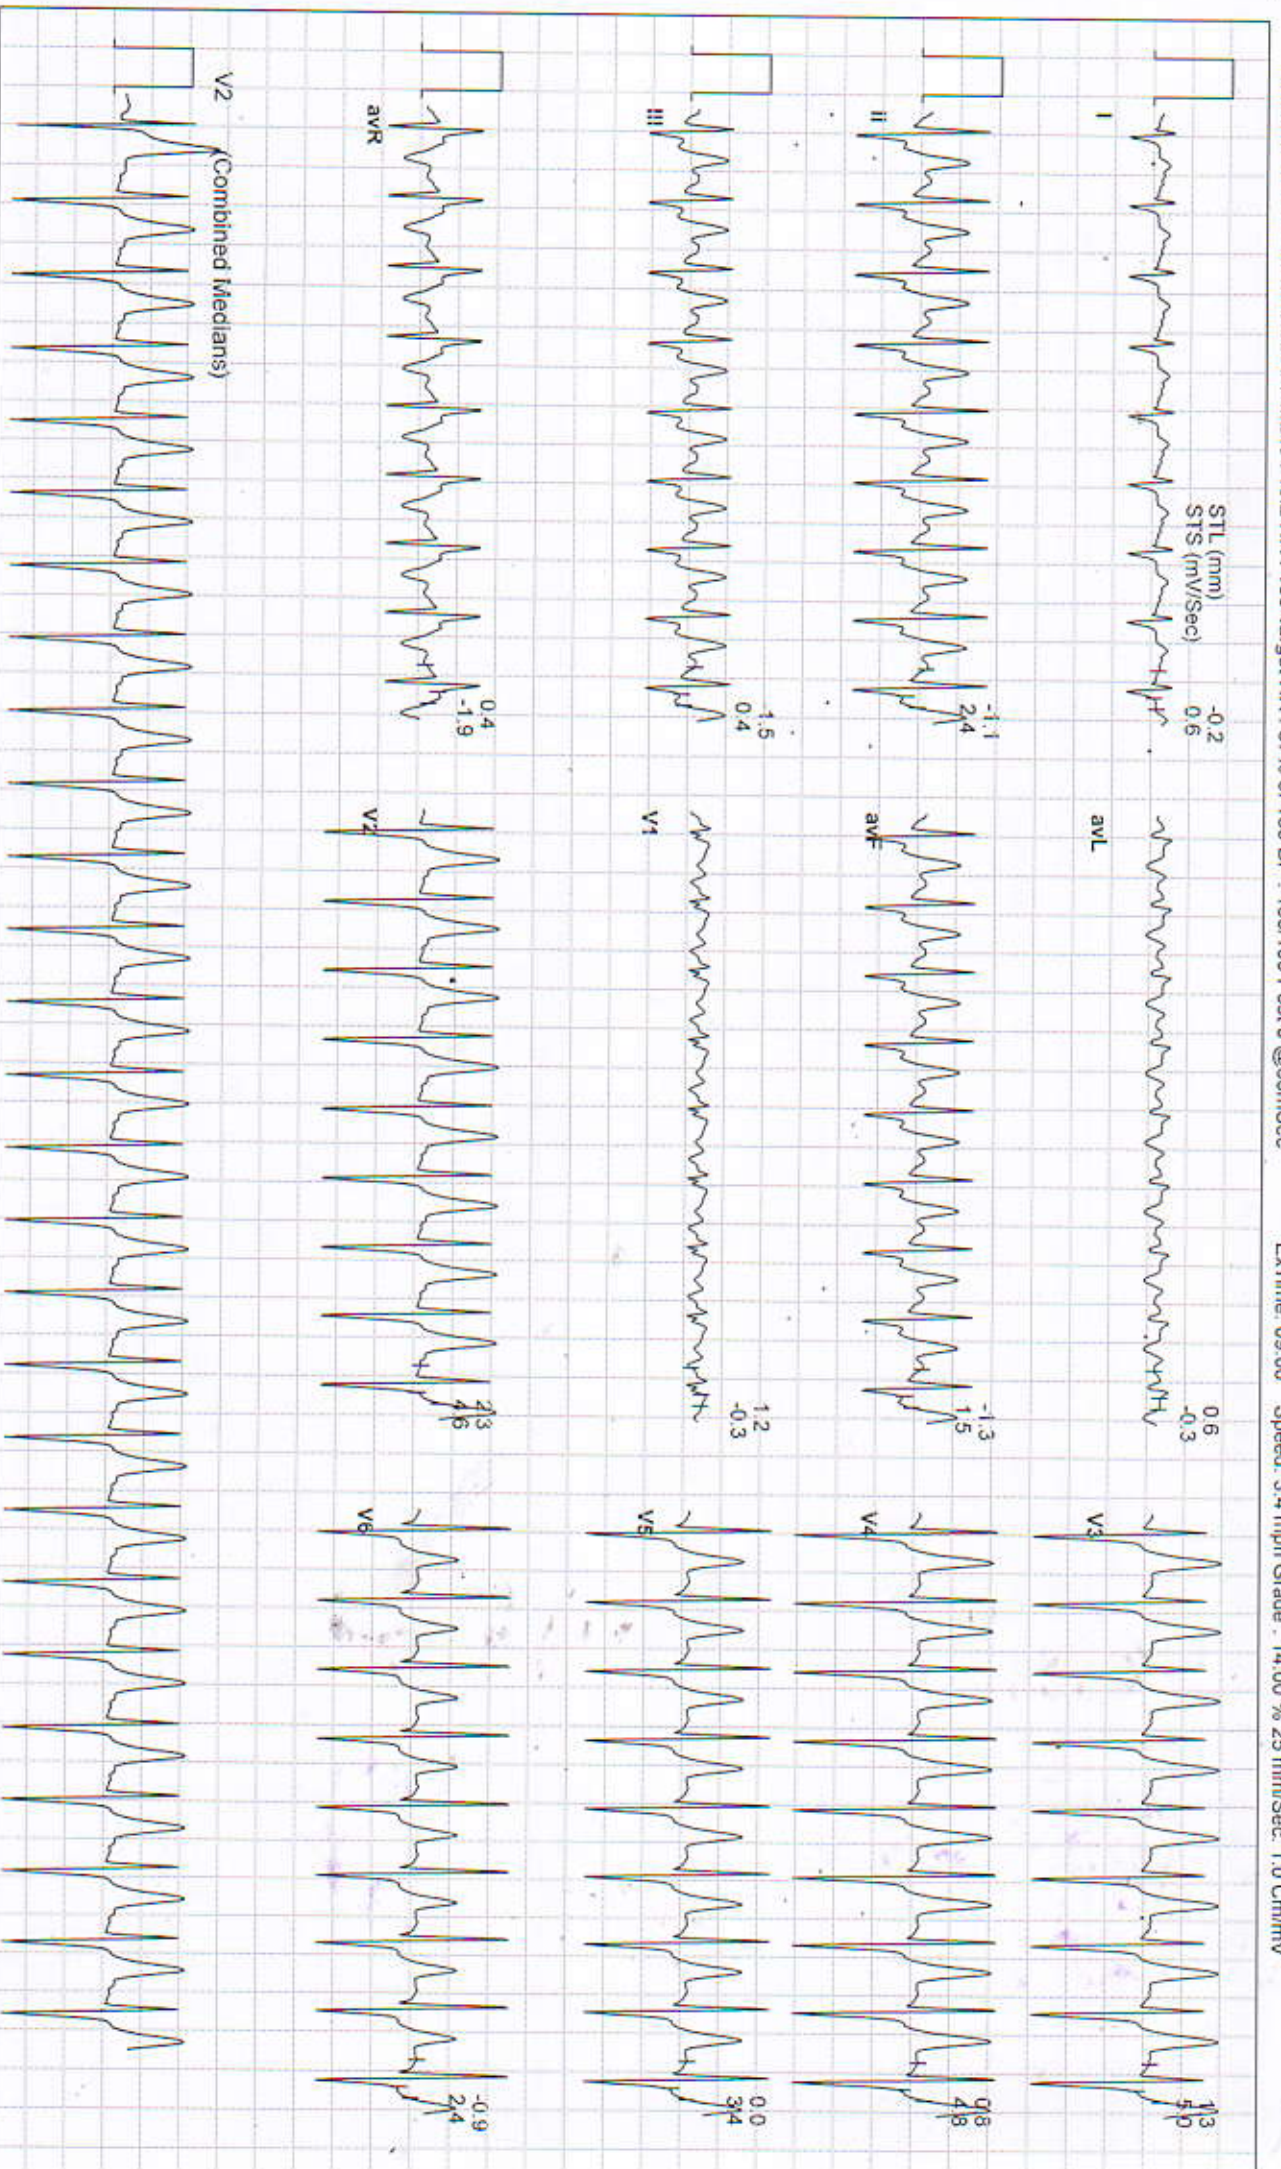 ExTime: 09:00 Speed: 3.4 mph Grade : 14.00 % 25 mm/Sec. 1.0 Cm/mV
STL (mm) -0.2
STS (mV/Sec) 0.6
I
0.6
-0.3
avL
1.3
5.0
V3
-1.1
2.4
II
-1.3
1.5
avF
0.8
4.8
V4
-1.5
0.4
III
1.2
-0.3
V1
0.0
3.4
V5
0.4
-1.9
avR
2.3
4.6
V2
-0.9
2.4
V6
V2 (Combined Medians)